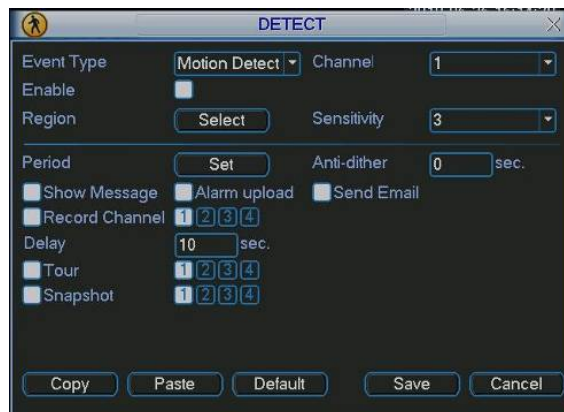 DETECT
Event Type Motion Detect Channel 1
Enable
Region Select Sensitivity 3
Period Set Anti-dither 0 sec.
Show Message Alarm upload Send Email
Record Channel 1 2 3 4
Delay 10 sec.
Tour 1 2 3 4
Snapshot 1 2 3 4
Copy Paste Default Save Cancel